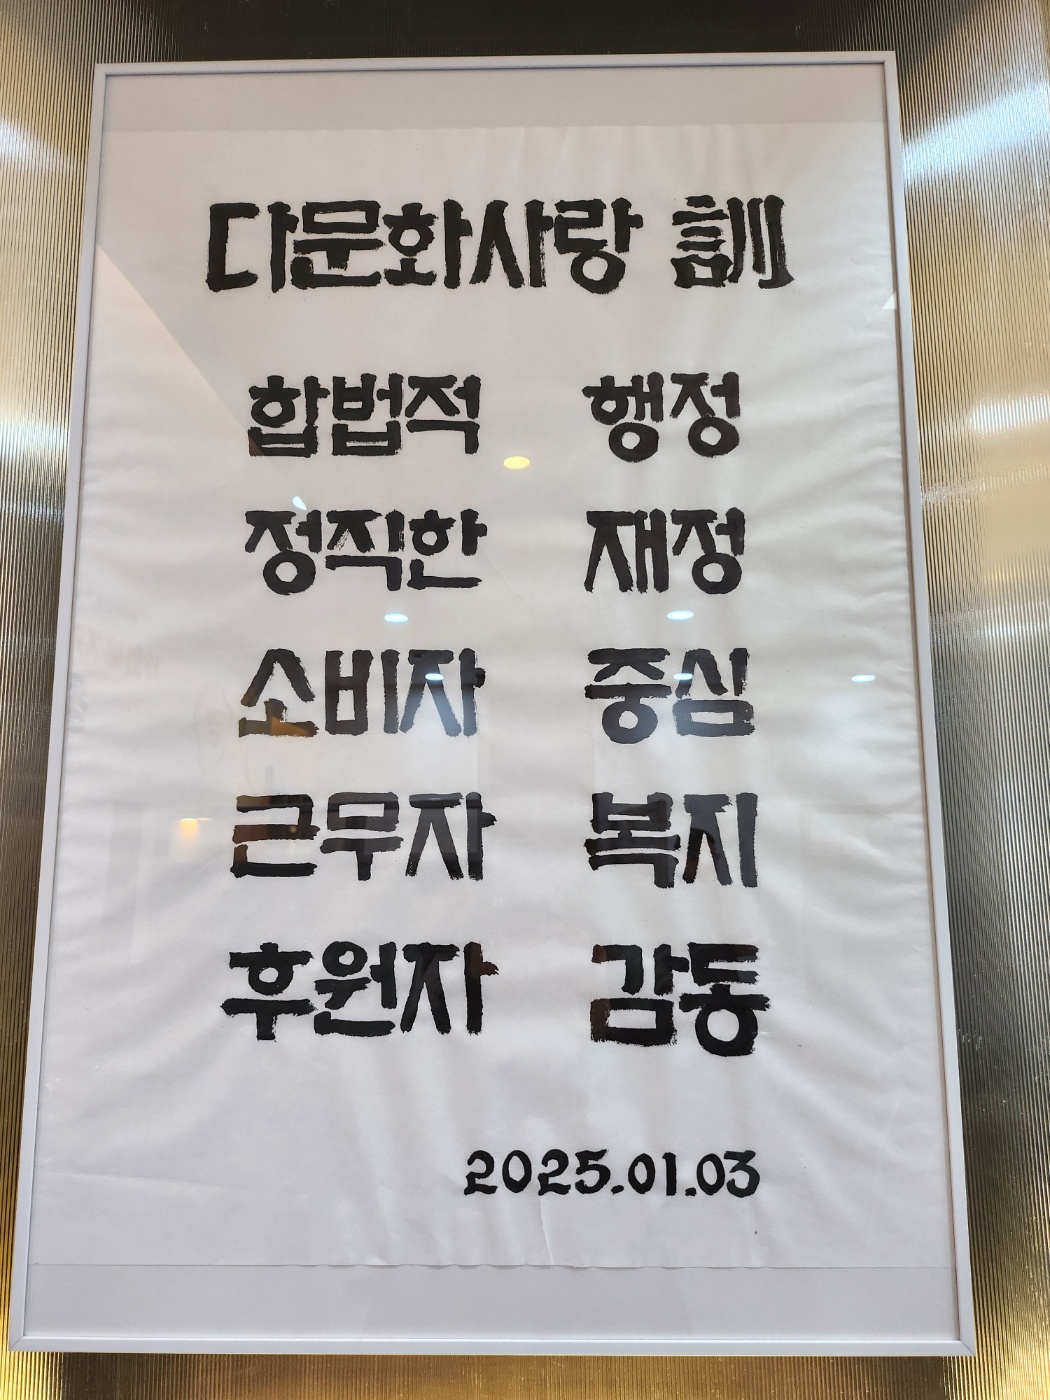 다문화사랑 訓
합법적 행정
정직한 재정
소비자 중심
근무자 복지
후원자 감동
2025.01.03